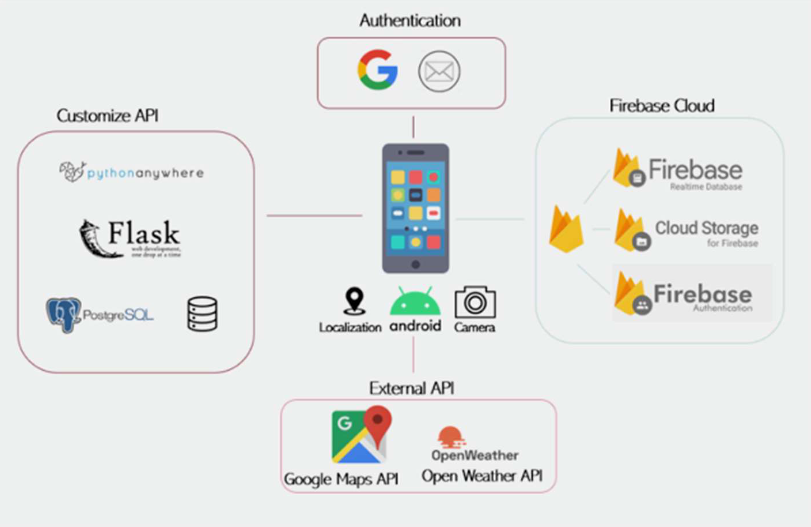 Authentication
G
Customize API
pythonanywhere
Flask
web development,
one drop at a time
PostgreSQL
Firebase Cloud
Firebase
Realtime Database
Cloud Storage
for Firebase
Firebase
Authentication
Localization
android
Camera
External API
G
Google Maps API
OpenWeather
Open Weather API